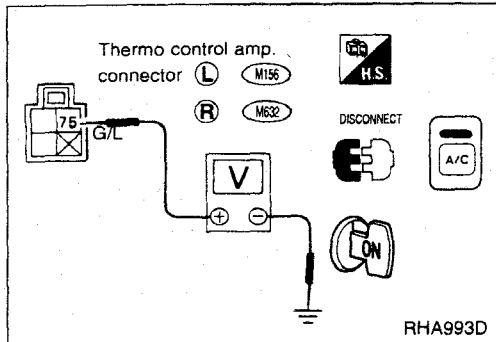 Thermo control amp.
connector L M156
R M632
H.S.
DISCONNECT
75
G/L
A/C
V
+ −
ON
RHA993D